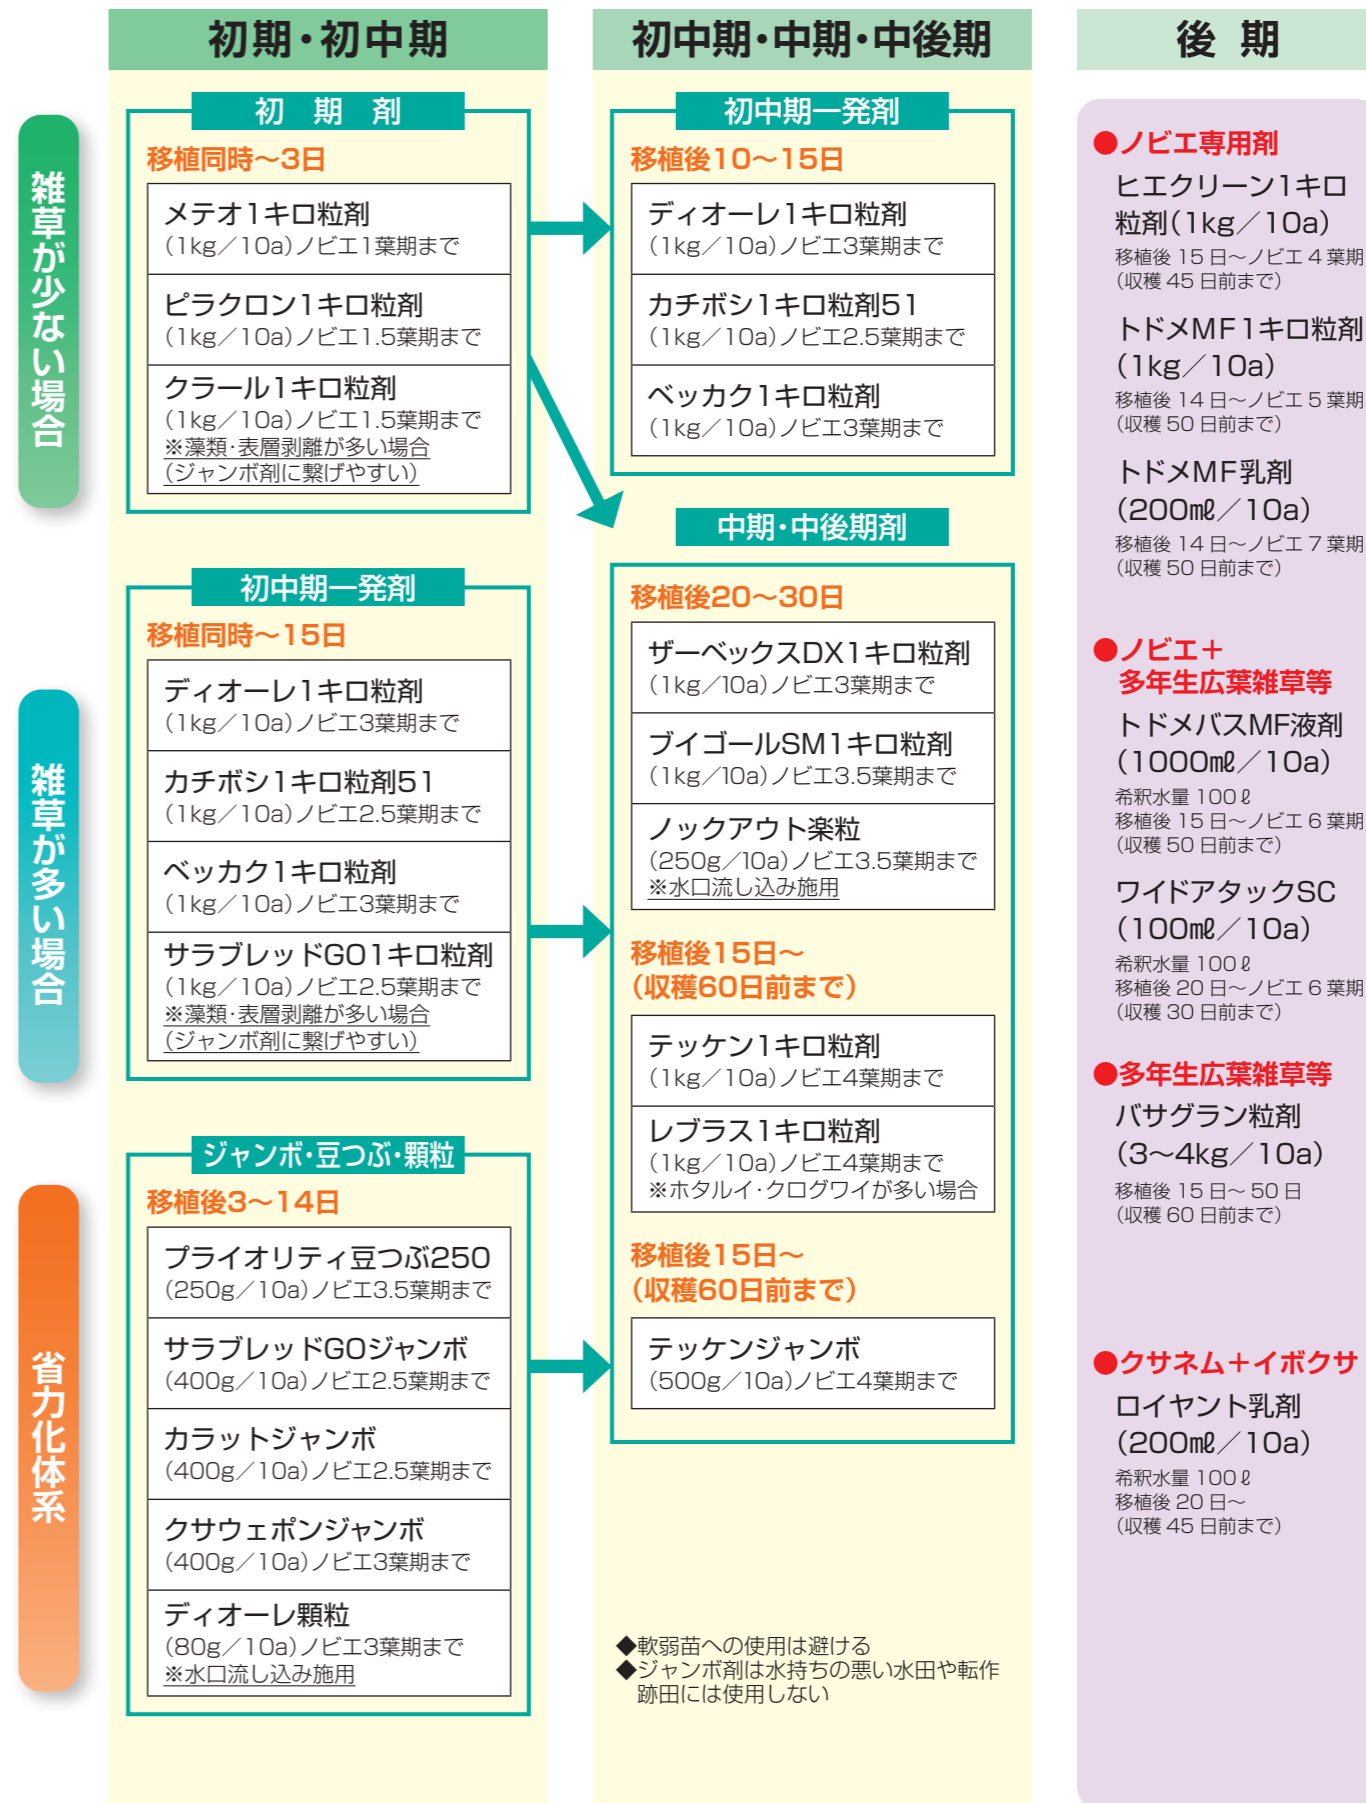 初期・初中期
雑草が少ない場合
初期剤
移植同時～3日
メテオ1キロ粒剤
（1kg／10a）ノビエ1葉期まで
ピラクロン1キロ粒剤
（1kg／10a）ノビエ1.5葉期まで
クラール1キロ粒剤
（1kg／10a）ノビエ1.5葉期まで
※藻類・表層剥離が多い場合
（ジャンボ剤に繋げやすい）
雑草が多い場合
初中期一発剤
移植同時～15日
ディオーレ1キロ粒剤
（1kg／10a）ノビエ3葉期まで
カチボシ1キロ粒剤51
（1kg／10a）ノビエ2.5葉期まで
ベッカク1キロ粒剤
（1kg／10a）ノビエ3葉期まで
サラブレッドGO1キロ粒剤
（1kg／10a）ノビエ2.5葉期まで
※藻類・表層剥離が多い場合
（ジャンボ剤に繋げやすい）
省力化体系
ジャンボ・豆つぶ・顆粒
移植後3～14日
プライオリティ豆つぶ250
（250g／10a）ノビエ3.5葉期まで
サラブレッドGOジャンボ
（400g／10a）ノビエ2.5葉期まで
カラットジャンボ
（400g／10a）ノビエ2.5葉期まで
クサウェポンジャンボ
（400g／10a）ノビエ3葉期まで
ディオーレ顆粒
（80g／10a）ノビエ3葉期まで
※水口流し込み施用
初中期・中期・中後期
初中期一発剤
移植後10～15日
ディオーレ1キロ粒剤
（1kg／10a）ノビエ3葉期まで
カチボシ1キロ粒剤51
（1kg／10a）ノビエ2.5葉期まで
ベッカク1キロ粒剤
（1kg／10a）ノビエ3葉期まで
中期・中後期剤
移植後20～30日
ザーベックスDX1キロ粒剤
（1kg／10a）ノビエ3葉期まで
ブイゴールSM1キロ粒剤
（1kg／10a）ノビエ3.5葉期まで
ノックアウト楽粒
（250g／10a）ノビエ3.5葉期まで
※水口流し込み施用
移植後15日～
（収穫60日前まで）
テッケン1キロ粒剤
（1kg／10a）ノビエ4葉期まで
レブラス1キロ粒剤
（1kg／10a）ノビエ4葉期まで
※ホタルイ・クログワイが多い場合
移植後15日～
（収穫60日前まで）
テッケンジャンボ
（500g／10a）ノビエ4葉期まで
◆軟弱苗への使用は避ける
◆ジャンボ剤は水持ちの悪い水田や転作
跡田には使用しない
後期
●ノビエ専用剤
ヒエクリーン1キロ
粒剤（1kg／10a）
移植後15日～ノビエ4葉期
（収穫45日前まで）
トドメMF1キロ粒剤
（1kg／10a）
移植後14日～ノビエ5葉期
（収穫50日前まで）
トドメMF乳剤
（200㎖／10a）
移植後14日～ノビエ7葉期
（収穫50日前まで）
●ノビエ＋
多年生広葉雑草等
トドメバスMF液剤
（1000㎖／10a）
希釈水量100ℓ
移植後15日～ノビエ6葉期
（収穫50日前まで）
ワイドアタックSC
（100㎖／10a）
希釈水量100ℓ
移植後20日～ノビエ6葉期
（収穫30日前まで）
●多年生広葉雑草等
バサグラン粒剤
（3～4kg／10a）
移植後15日～50日
（収穫60日前まで）
●クサネム＋イボクサ
ロイヤント乳剤
（200㎖／10a）
希釈水量100ℓ
移植後20日～
（収穫45日前まで）